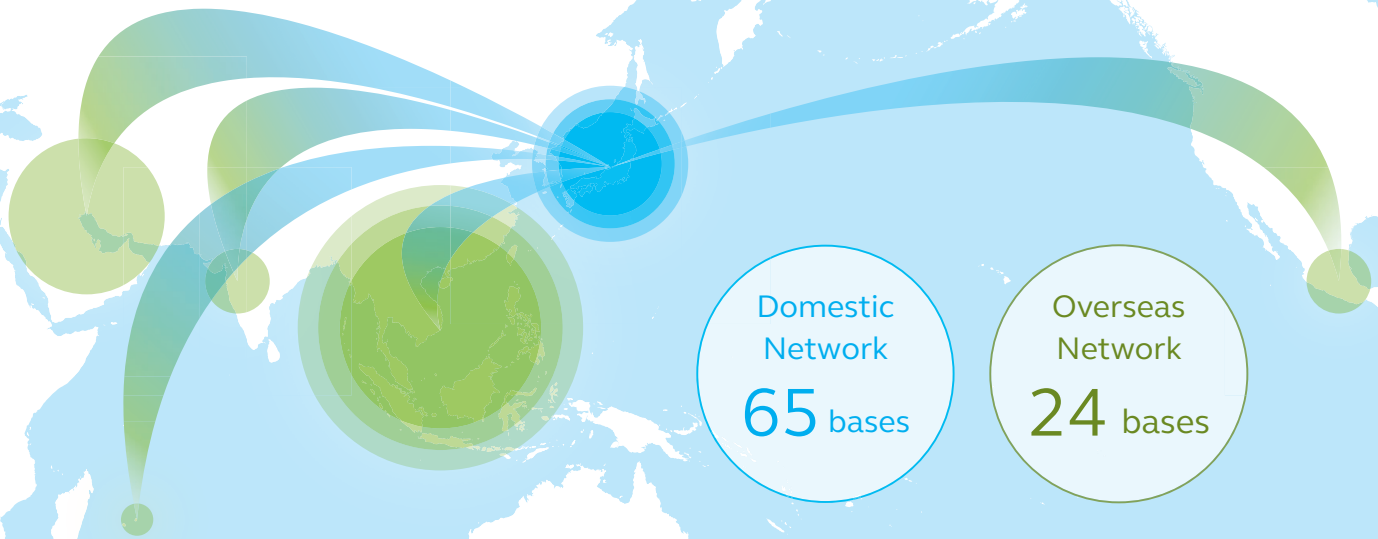 Domestic
Network
65 bases
Overseas
Network
24 bases